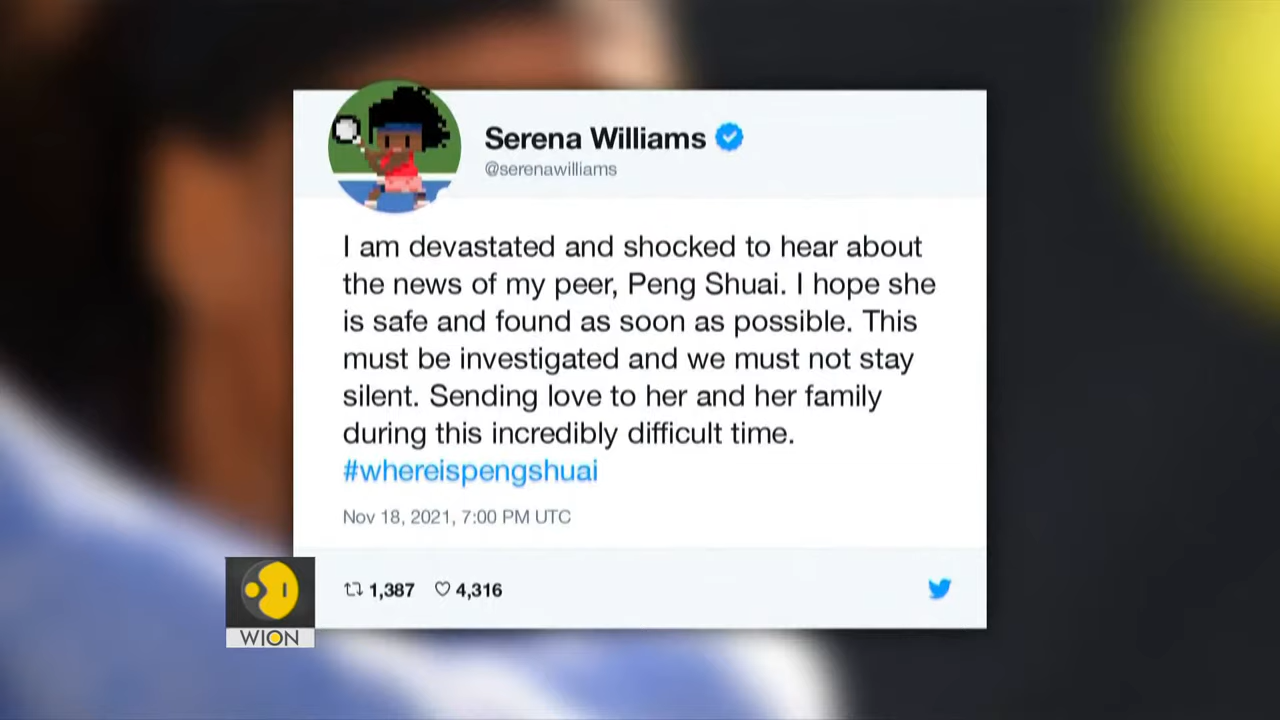 Serena Williams
@serenawilliams
I am devastated and shocked to hear about
the news of my peer, Peng Shuai. I hope she
is safe and found as soon as possible. This
must be investigated and we must not stay
silent. Sending love to her and her family
during this incredibly difficult time.
#whereispengshuai
Nov 18, 2021, 7:00 PM UTC
1,387 4,316
WION